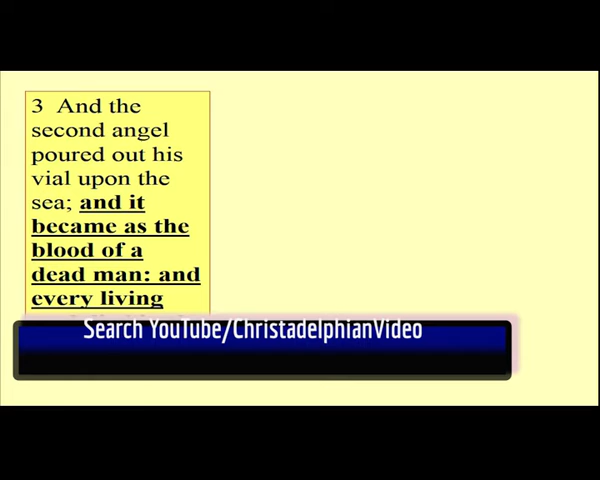 3 And the
second angel
poured out his
vial upon the
sea; and it
became as the
blood of a
dead man: and
every living
Search YouTube/ChristadelphianVideo